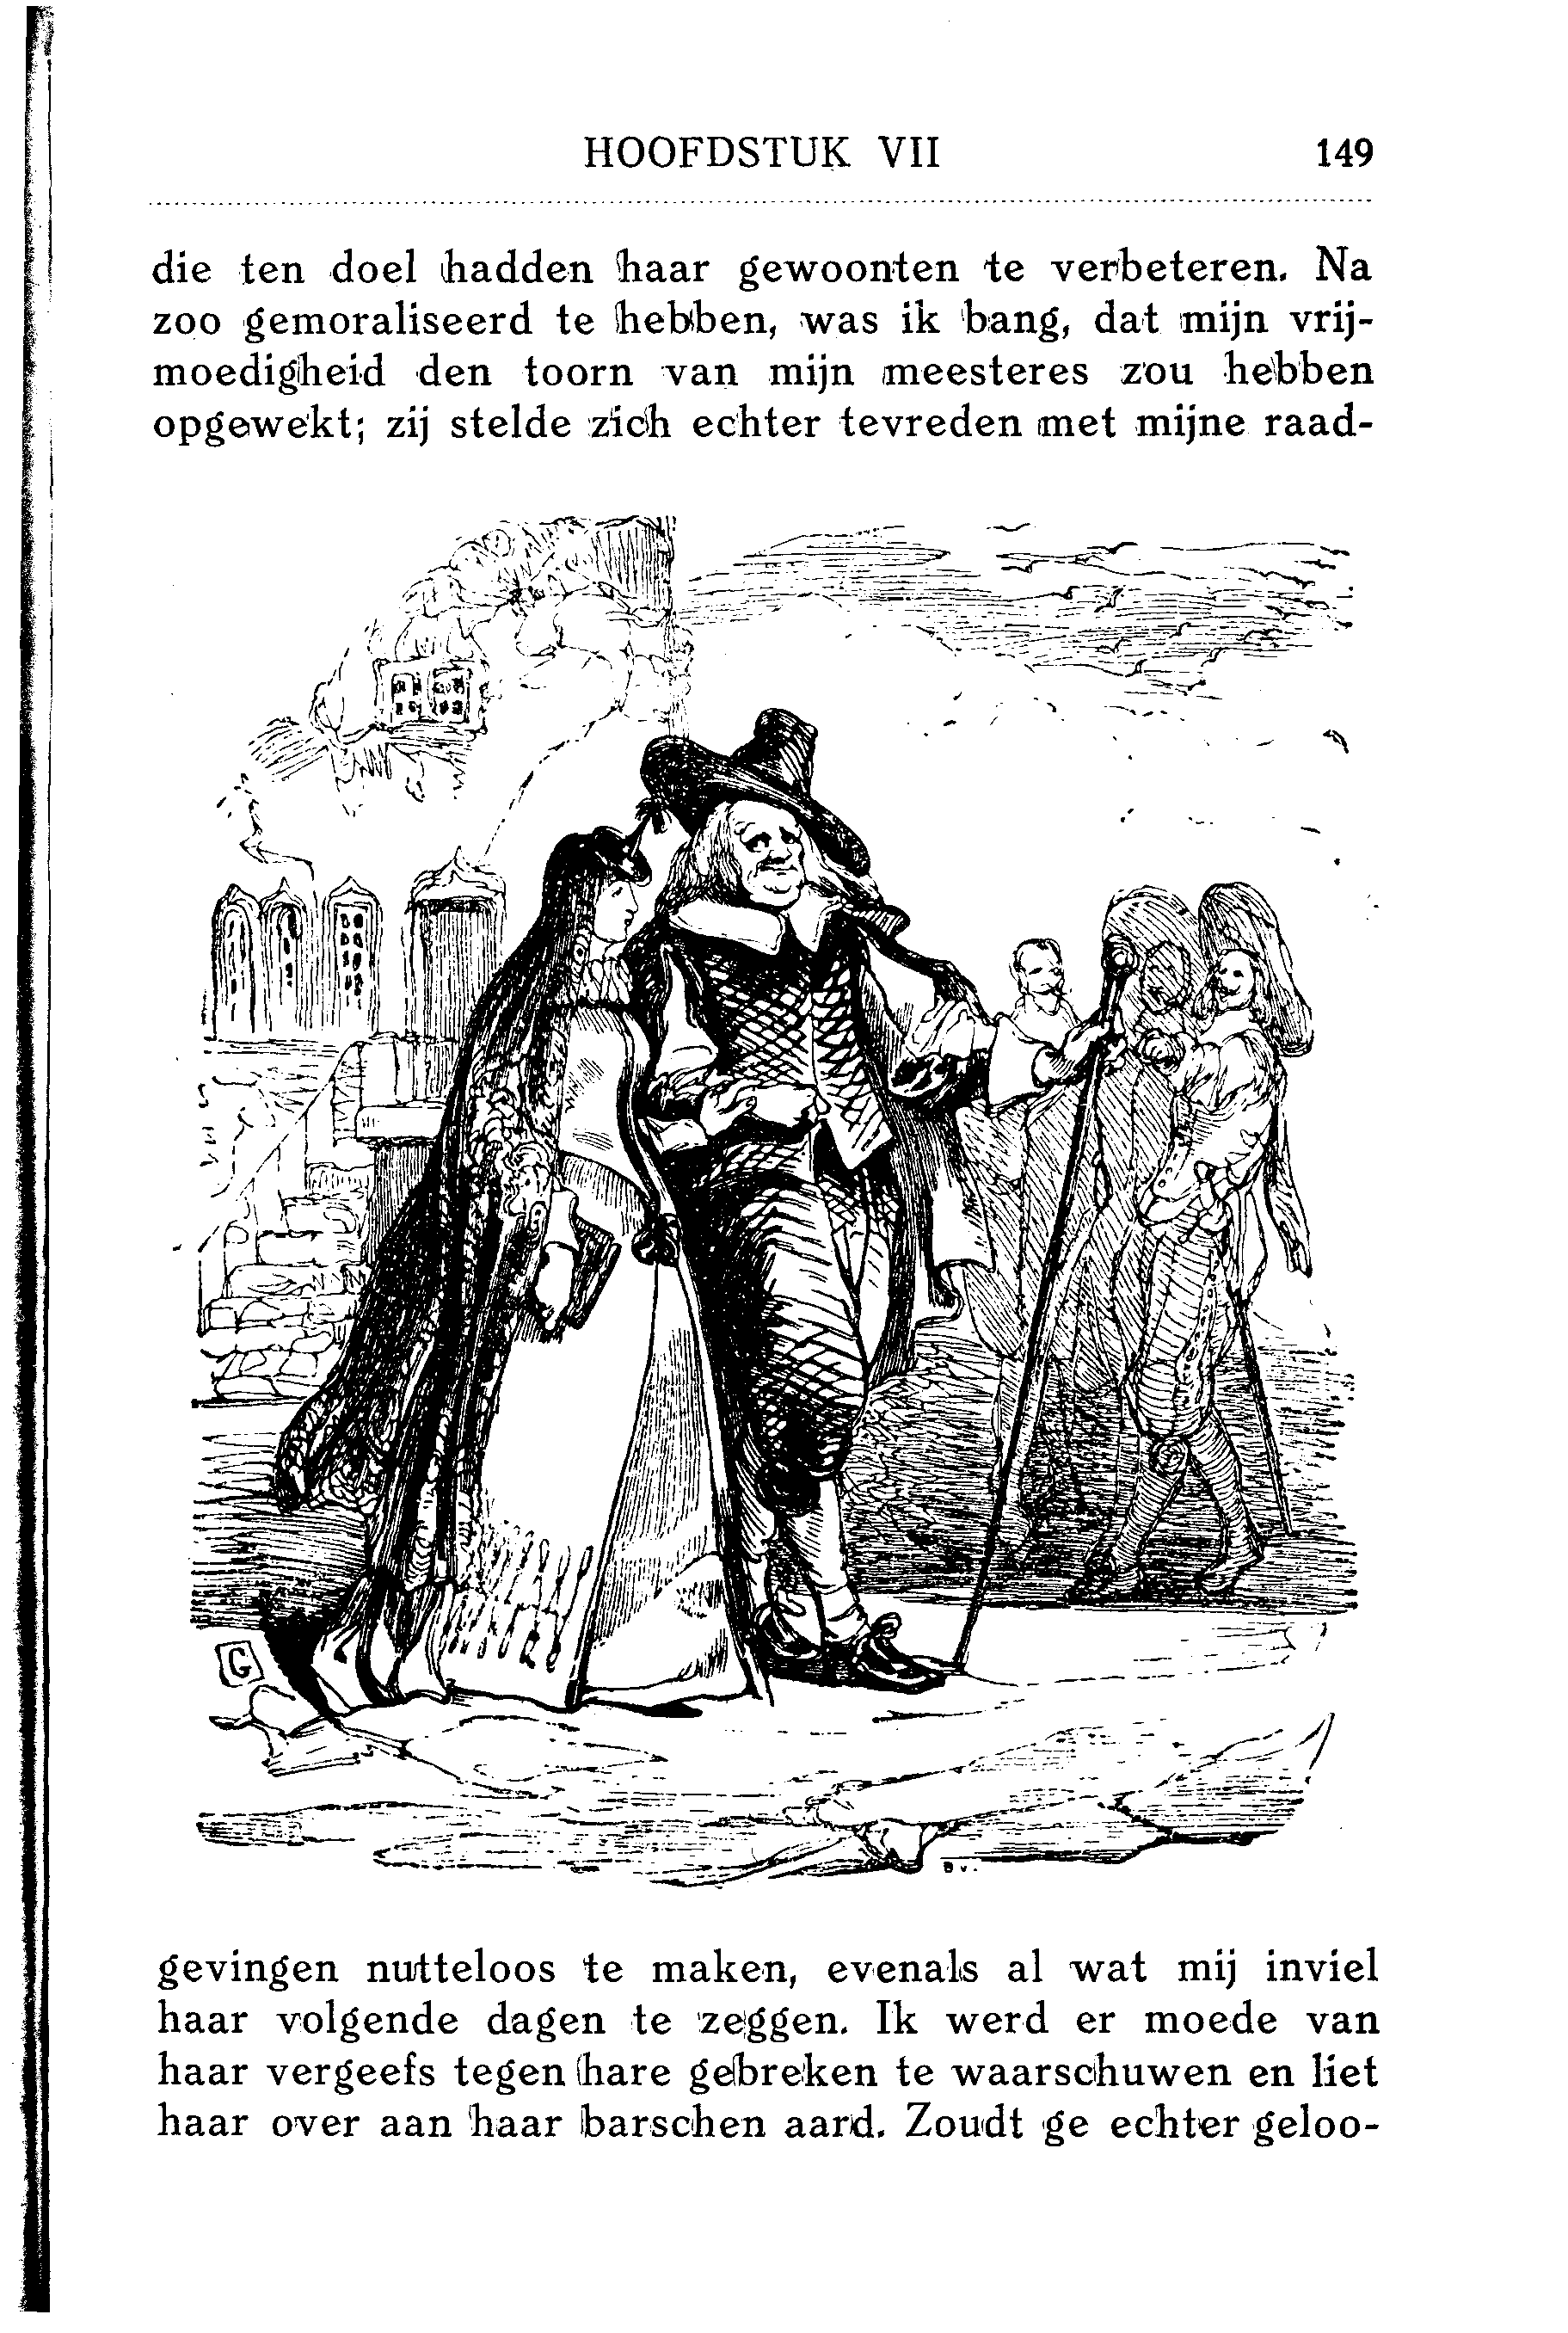 HOOFDSTUK VII 149
die ten doel hadden haar gewoonten te verbeteren. Na
zoo gemoraliseerd te hebben, was ik bang, dat mijn vrij-
moedigheid den toorn van mijn meesteres zou hebben
opgewekt; zij stelde zich echter tevreden met mijne raad-
G
B v.
gevingen nutteloos te maken, evenals al wat mij inviel
haar volgende dagen te zeggen. Ik werd er moede van
haar vergeefs tegen hare gebreken te waarschuwen en liet
haar over aan haar barschen aard. Zoudt ge echter geloo-